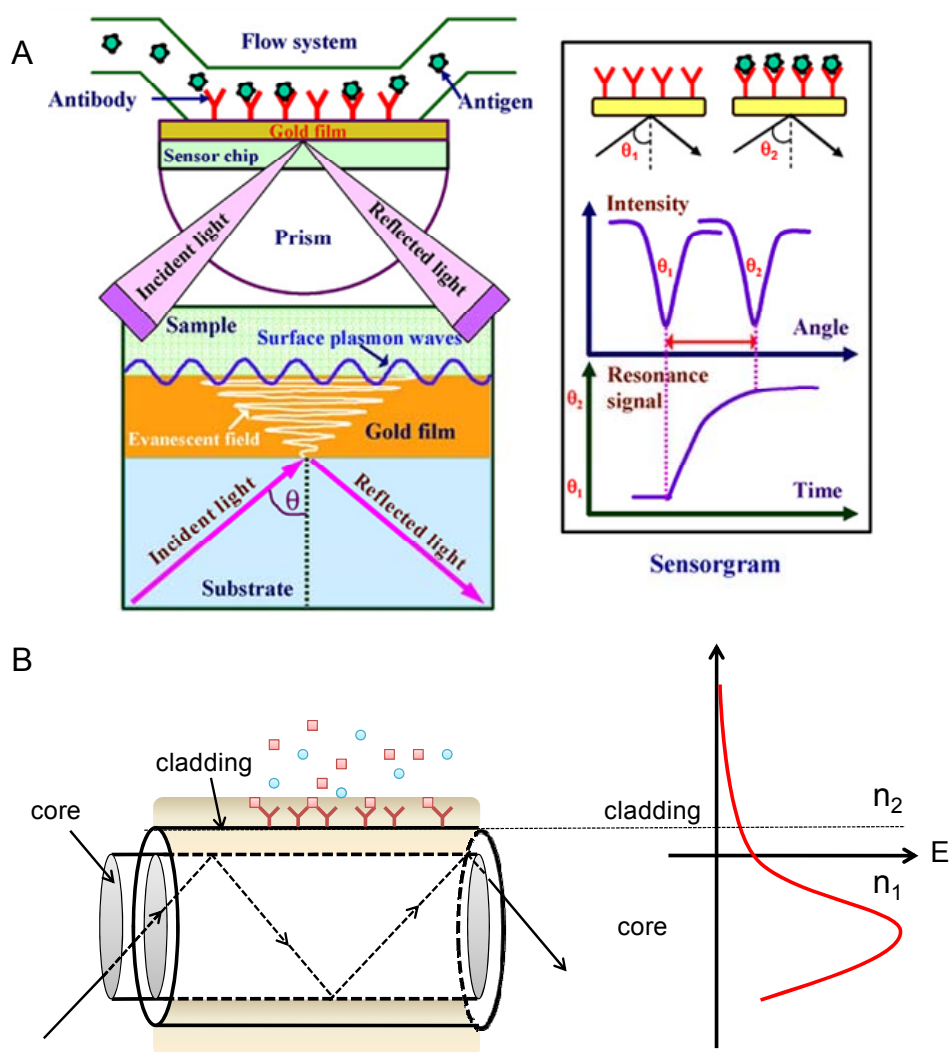 A
Flow system
Antibody
Antigen
Gold film
Sensor chip
Incident light
Reflected light
Prism
Sample
Surface plasmon waves
Evanescent field
Gold film
Incident light
θ
Reflected light
Substrate
θ1
θ2
Intensity
θ1
θ2
Angle
Resonance
signal
θ2
θ1
Time
Sensorgram
B
cladding
core
cladding
n2
E
n1
core